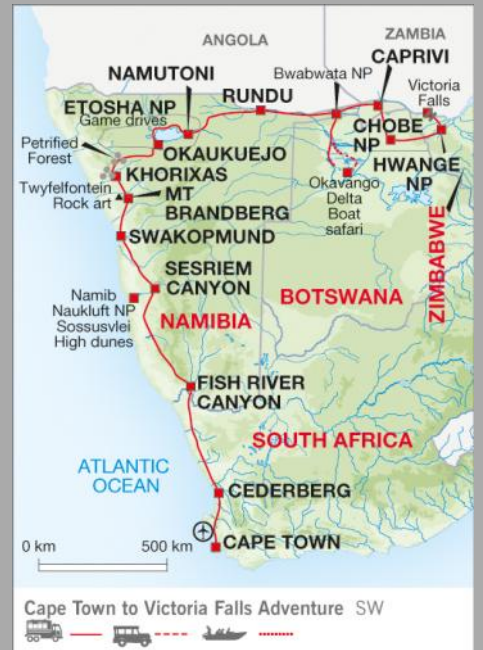 ANGOLA
ZAMBIA
CAPRIVI
NAMUTONI
Bwabwata NP
Victoria
Falls
ETOSHA NP
Game drives
RUNDU
CHOBE
NP
Petrified
Forest
OKAUKUEJO
HWANGE
NP
KHORIXAS
Twyfelfontein
Rock art
MT
BRANDBERG
Okavango
Delta
Boat
safari
SWAKOPMUND
ZIMBABWE
SESRIEM
CANYON
BOTSWANA
Namib
Naukluft NP
Sossusvlei
High dunes
NAMIBIA
FISH RIVER
CANYON
SOUTH AFRICA
ATLANTIC
OCEAN
CEDERBERG
CAPE TOWN
0 km 500 km
Cape Town to Victoria Falls Adventure SW